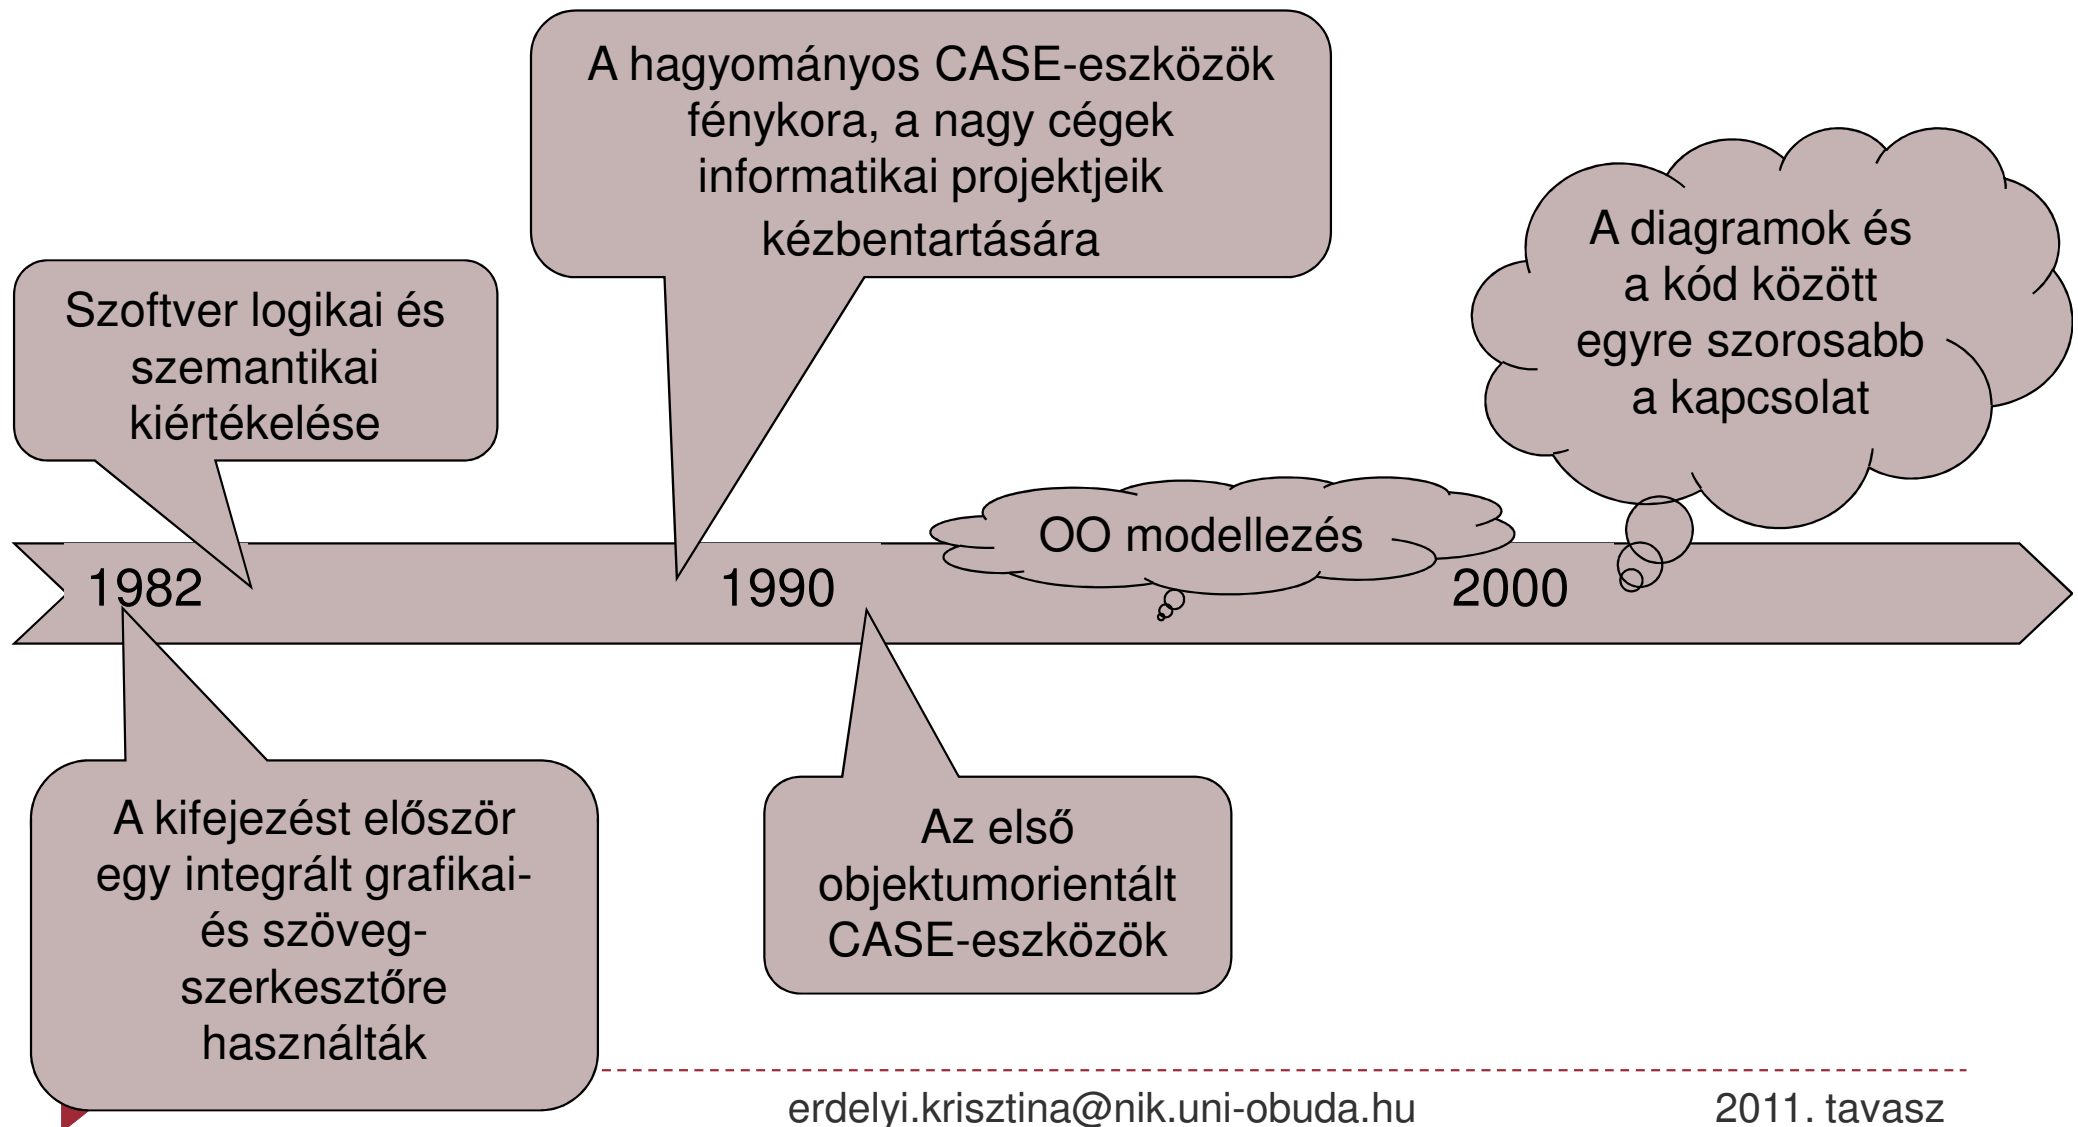 A hagyományos CASE-eszközök
fénykora, a nagy cégek
informatikai projektjeik
kézbentartására
Szoftver logikai és
szemantikai
kiértékelése
A diagramok és
a kód között
egyre szorosabb
a kapcsolat
OO modellezés
1982
1990
2000
A kifejezést először
egy integrált grafikai-
és szöveg-
szerkesztőre
használták
Az első
objektumorientált
CASE-eszközök
erdelyi.krisztina@nik.uni-obuda.hu
2011. tavasz